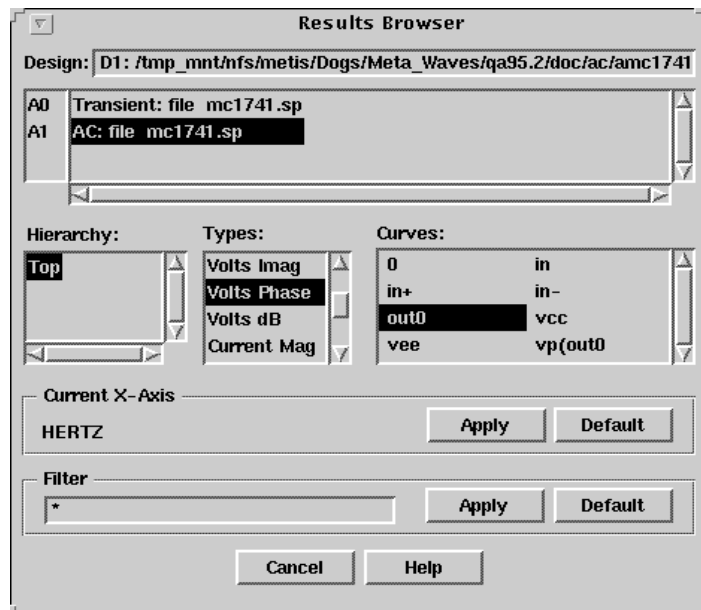 Results Browser
Design: D1: /tmp_mnt/nfs/metis/Dogs/Meta_Waves/qa95.2/doc/ac/amc1741
A0 Transient: file mc1741.sp
A1 AC: file mc1741.sp
Hierarchy: Types: Curves:
Top Volts Imag 0 in
Volts Phase in+ in-
Volts dB out0 vcc
Current Mag vee vp(out0
Current X-Axis
HERTZ Apply Default
Filter
* Apply Default
Cancel Help